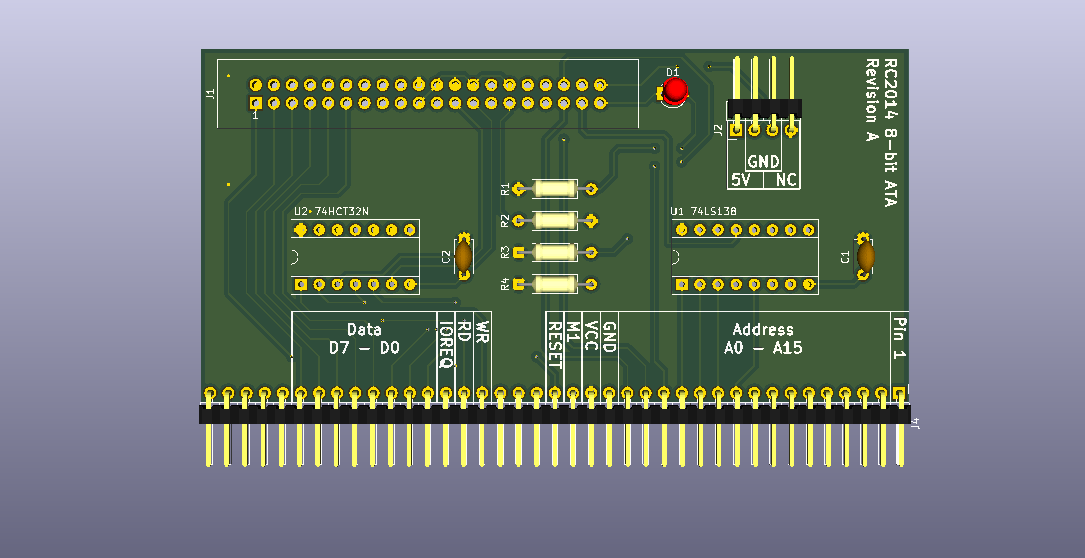 RC2014 8-bit ATA
Revision A
J1
1
D1
J2
GND
5V
NC
R1
R2
R3
R4
U2 74HCT32N
U1 74LS138
C2
C1
Data
D7 - D0
IOREQ
RD
WR
RESET
M1
VCC
GND
Address
A0 - A15
Pin 1
J4